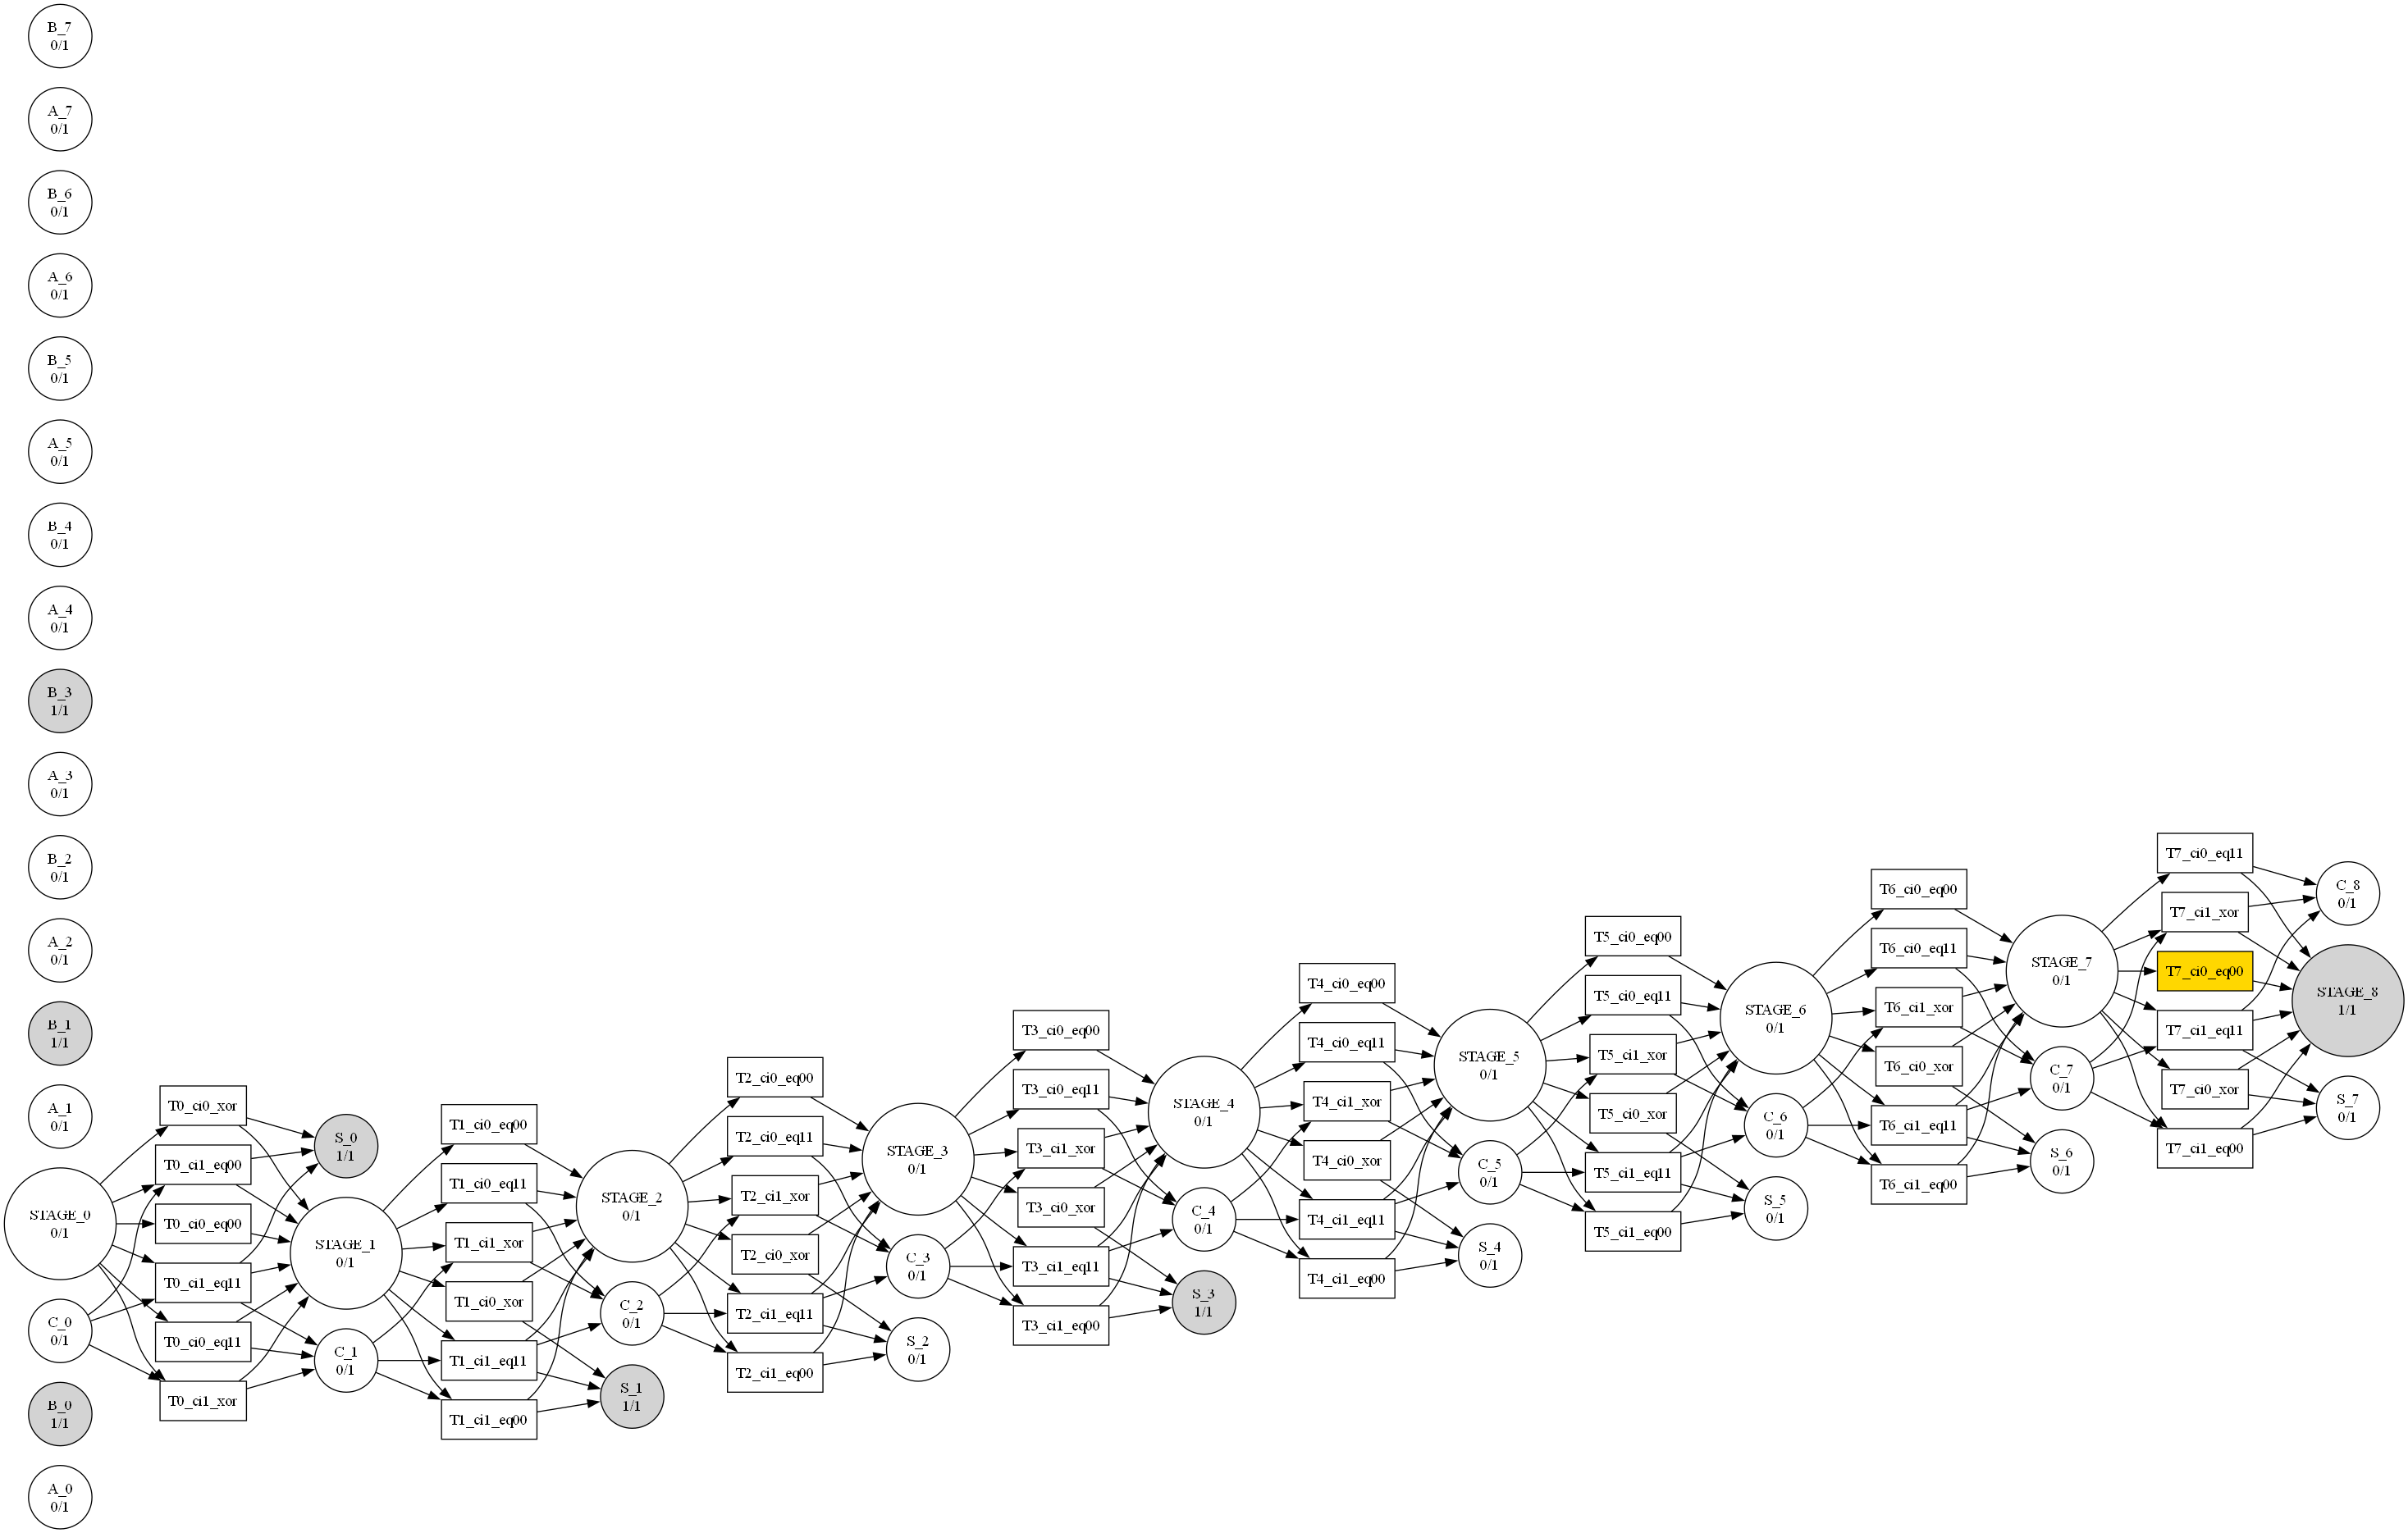 B_7
0/1
A_7
0/1
B_6
0/1
A_6
0/1
B_5
0/1
A_5
0/1
B_4
0/1
A_4
0/1
B_3
1/1
A_3
0/1
B_2
0/1
A_2
0/1
B_1
1/1
A_1
0/1
STAGE_0
0/1
C_0
0/1
B_0
1/1
A_0
0/1
T0_ci0_xor
T0_ci1_eq00
T0_ci0_eq00
T0_ci1_eq11
T0_ci0_eq11
T0_ci1_xor
S_0
1/1
STAGE_1
0/1
C_1
0/1
T1_ci0_eq00
T1_ci0_eq11
T1_ci1_xor
T1_ci0_xor
T1_ci1_eq11
T1_ci1_eq00
STAGE_2
0/1
C_2
0/1
S_1
1/1
T2_ci0_eq00
T2_ci0_eq11
T2_ci1_xor
T2_ci0_xor
T2_ci1_eq11
T2_ci1_eq00
STAGE_3
0/1
C_3
0/1
S_2
0/1
T3_ci0_eq00
T3_ci0_eq11
T3_ci1_xor
T3_ci0_xor
T3_ci1_eq11
T3_ci1_eq00
STAGE_4
0/1
C_4
0/1
S_3
1/1
T4_ci0_eq00
T4_ci0_eq11
T4_ci1_xor
T4_ci0_xor
T4_ci1_eq11
T4_ci1_eq00
STAGE_5
0/1
C_5
0/1
S_4
0/1
T5_ci0_eq00
T5_ci0_eq11
T5_ci1_xor
T5_ci0_xor
T5_ci1_eq11
T5_ci1_eq00
STAGE_6
0/1
C_6
0/1
S_5
0/1
T6_ci0_eq00
T6_ci0_eq11
T6_ci1_xor
T6_ci0_xor
T6_ci1_eq11
T6_ci1_eq00
STAGE_7
0/1
C_7
0/1
S_6
0/1
T7_ci0_eq11
T7_ci1_xor
T7_ci0_eq00
T7_ci1_eq11
T7_ci0_xor
T7_ci1_eq00
C_8
0/1
STAGE_8
1/1
S_7
0/1